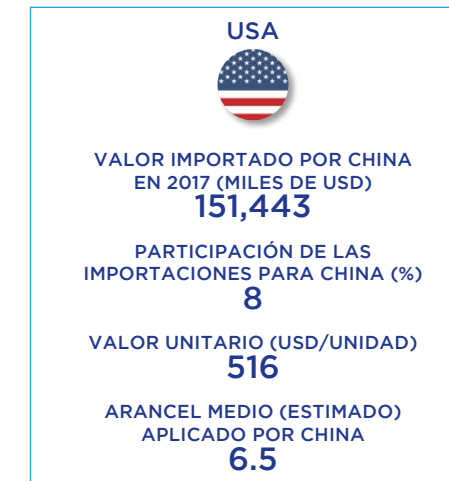 USA
VALOR IMPORTADO POR CHINA
EN 2017 (MILES DE USD)
151,443
PARTICIPACIÓN DE LAS
IMPORTACIONES PARA CHINA (%)
8
VALOR UNITARIO (USD/UNIDAD)
516
ARANCEL MEDIO (ESTIMADO)
APLICADO POR CHINA
6.5